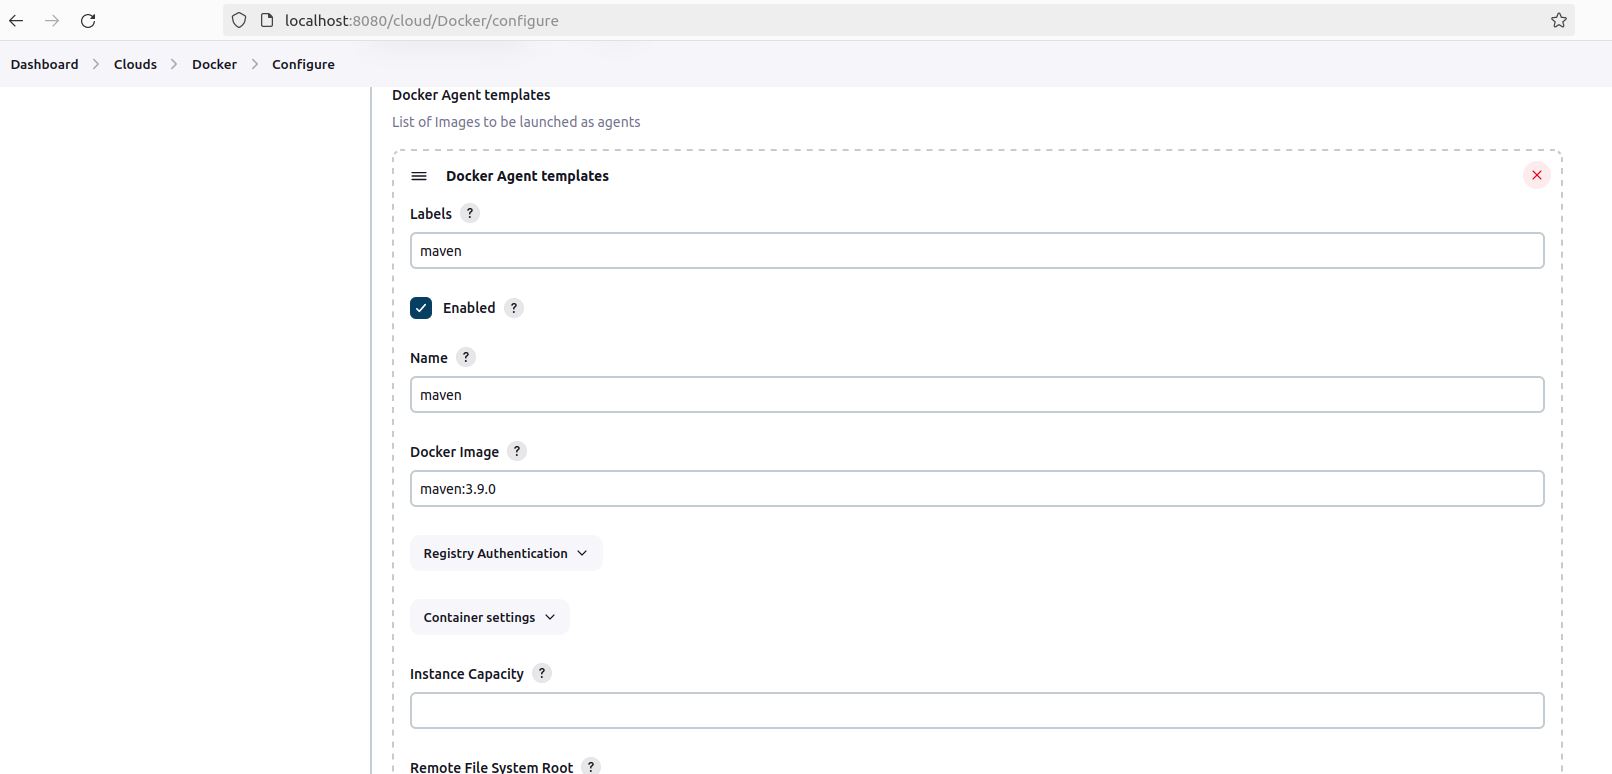 localhost:8080/cloud/Docker/configure
Dashboard > Clouds > Docker > Configure
Docker Agent templates
List of Images to be launched as agents
Docker Agent templates
Labels ?
maven
Enabled ?
Name ?
maven
Docker Image ?
maven:3.9.0
Registry Authentication
Container settings
Instance Capacity ?
Remote File System Root ?